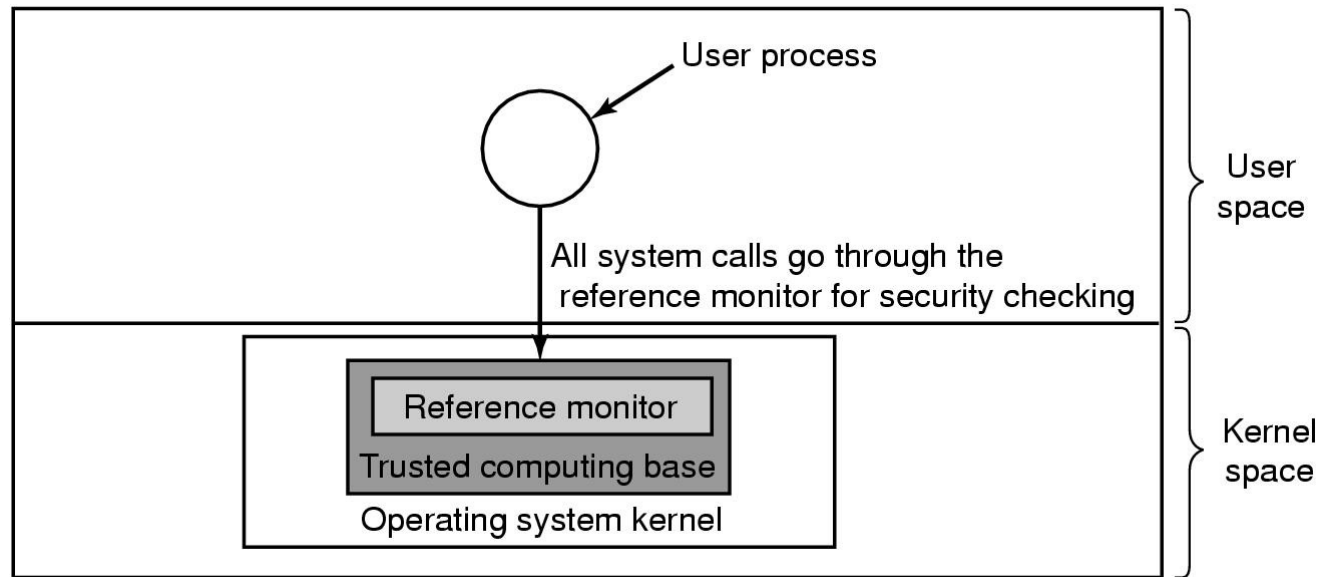 User process
User
space
All system calls go through the
reference monitor for security checking
Reference monitor
Trusted computing base
Operating system kernel
Kernel
space